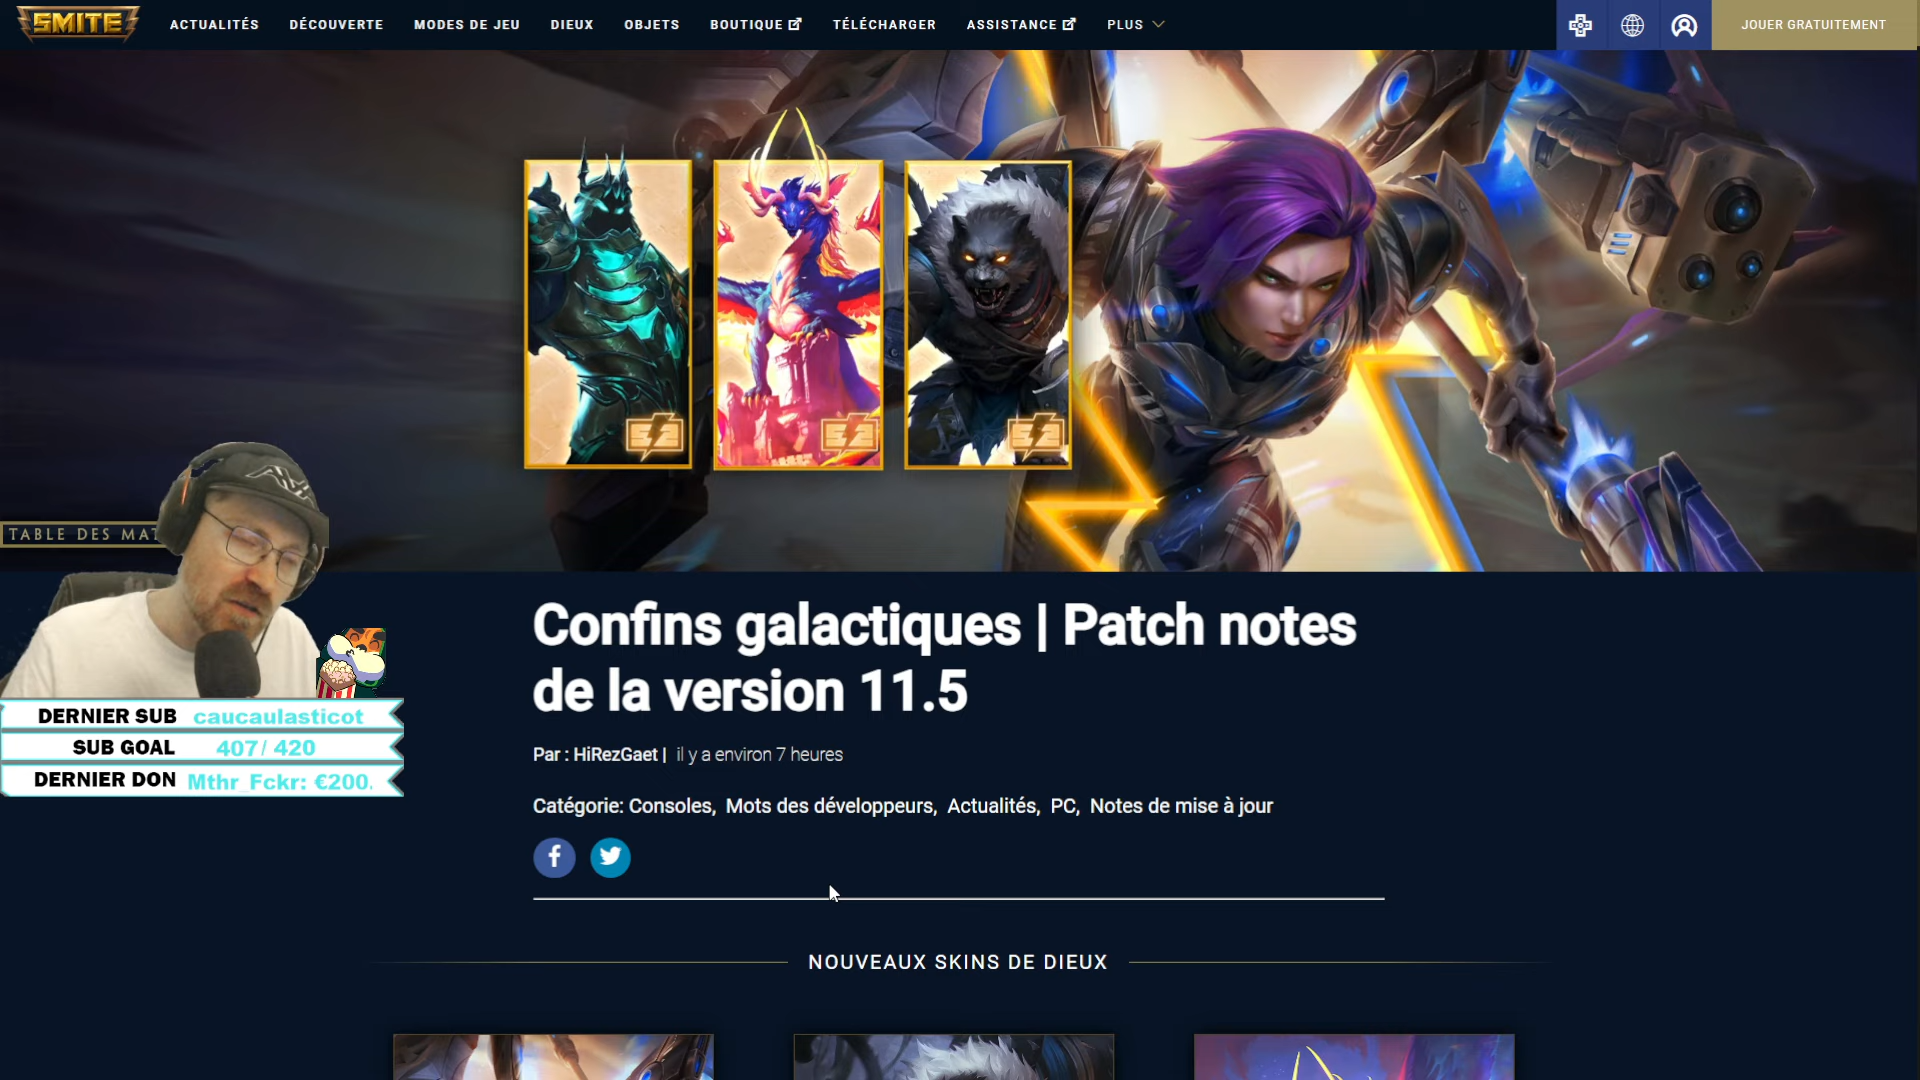 SMITE
ACTUALITÉS
DÉCOUVERTE
MODES DE JEU
DIEUX
OBJETS
BOUTIQUE
TÉLÉCHARGER
ASSISTANCE
PLUS
JOUER GRATUITEMENT
S2
S2
S2
TABLE DES MAT
Confins galactiques | Patch notes
de la version 11.5
Par : HiRezGaet | il y a environ 7 heures
Catégorie: Consoles, Mots des développeurs, Actualités, PC, Notes de mise à jour
DERNIER SUB caucaulasticot
SUB GOAL 407/ 420
DERNIER DON Mthr_Fckr: €200.
NOUVEAUX SKINS DE DIEUX